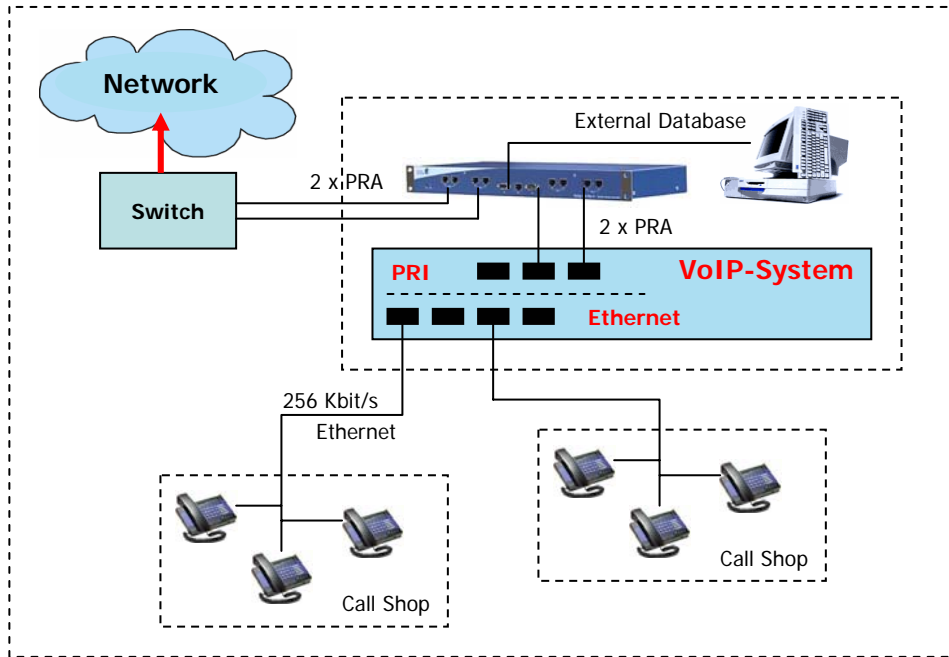 Network
External Database
2 x PRA
Switch
2 x PRA
PRI
VoIP-System
Ethernet
256 Kbit/s
Ethernet
Call Shop
Call Shop